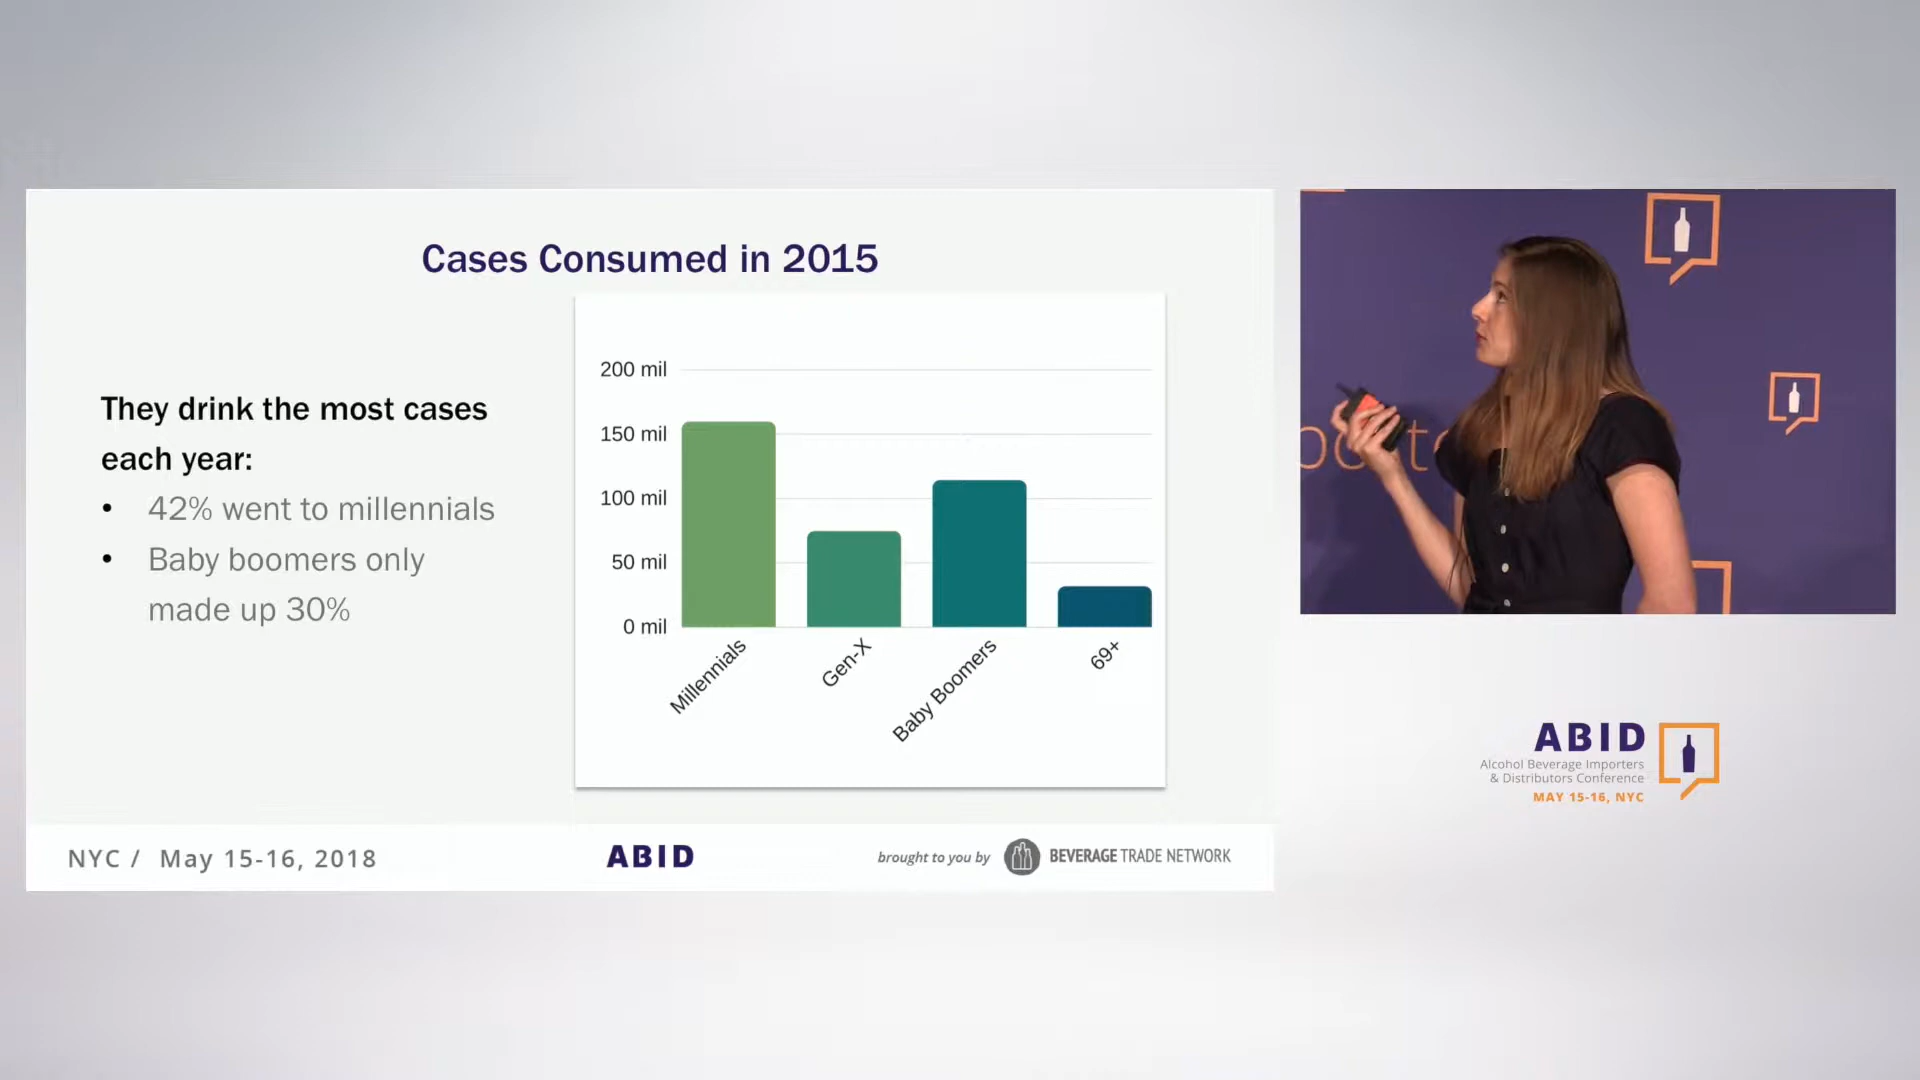 Cases Consumed in 2015
They drink the most cases
each year:
• 42% went to millennials
• Baby boomers only
made up 30%
200 mil
150 mil
100 mil
50 mil
0 mil
Millennials
Gen-X
Baby Boomers
69+
NYC / May 15-16, 2018
ABID
brought to you by
BEVERAGE TRADE NETWORK
ABID
Alcohol Beverage Importers
& Distributors Conference
MAY 15-16, NYC